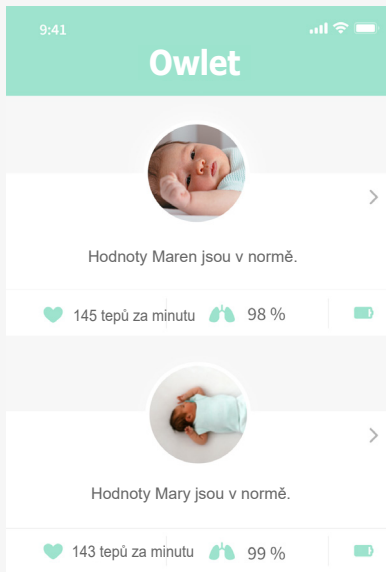 9:41
Owlet
Hodnoty Maren jsou v normě.
145 tepů za minutu 98 %
Hodnoty Mary jsou v normě.
143 tepů za minutu 99 %